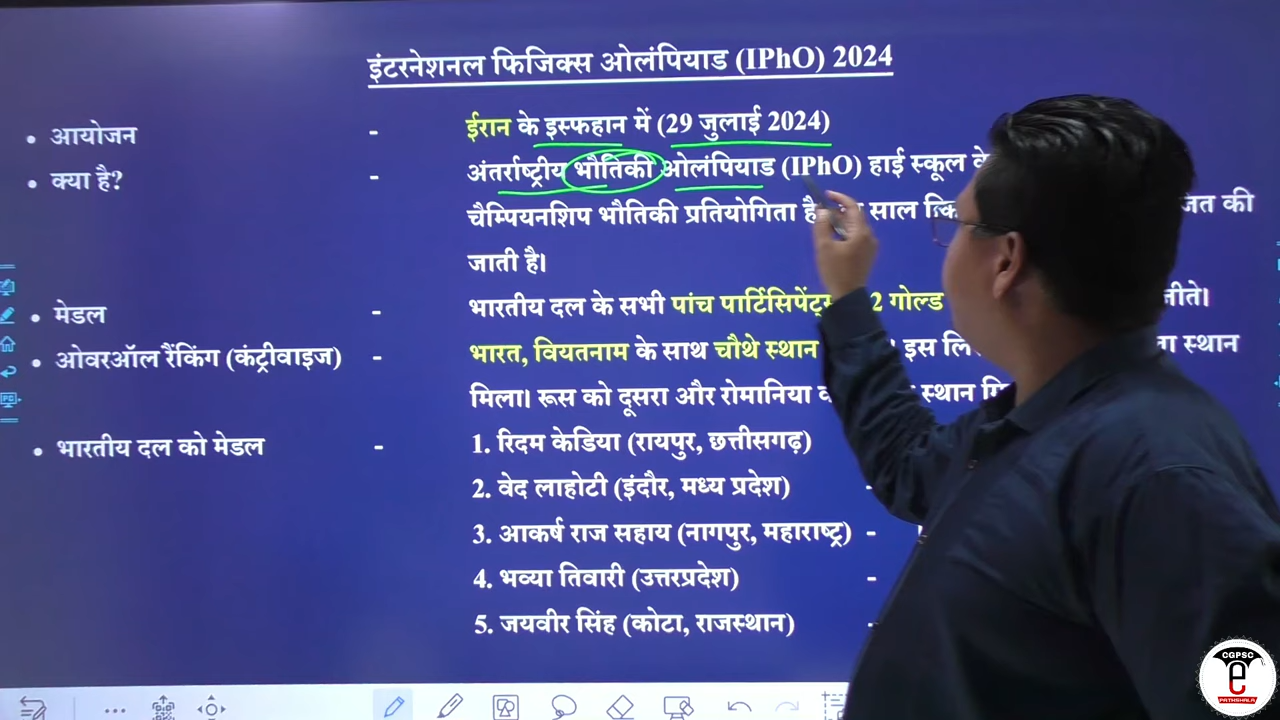 इंटरनेशनल फिजिक्स ओलंपियाड (IPhO) 2024
• आयोजन - ईरान के इस्फहान में (29 जुलाई 2024)
• क्या है? - अंतर्राष्ट्रीय भौतिकी ओलंपियाड (IPhO) हाई स्कूल
चैम्पियनशिप भौतिकी प्रतियोगिता है साल की
जाती है।
• मेडल - भारतीय दल के सभी पांच पार्टिसिपेंट्स 2 गोल्ड जीते।
• ओवरऑल रैंकिंग (कंट्रीवाइज) - भारत, वियतनाम के साथ चौथे स्थान । इस स्थान
मिला। रूस को दूसरा और रोमानिया स्थान
• भारतीय दल को मेडल - 1. रिदम केडिया (रायपुर, छत्तीसगढ़)
2. वेद लाहोटी (इंदौर, मध्य प्रदेश) -
3. आकर्ष राज सहाय (नागपुर, महाराष्ट्र) -
4. भव्या तिवारी (उत्तरप्रदेश) -
5. जयवीर सिंह (कोटा, राजस्थान) -
CGPSC
e
PATHSHALA